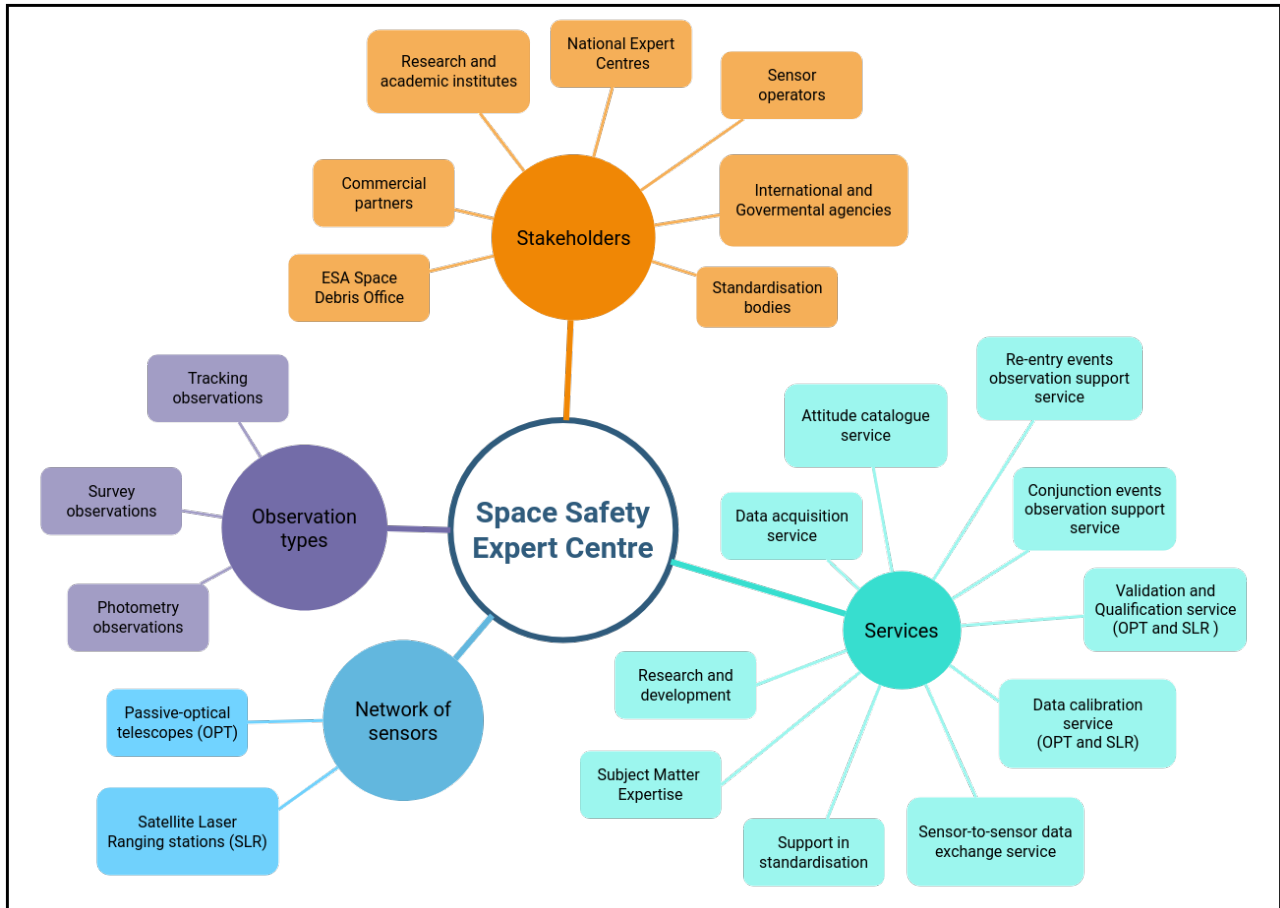 Research and
academic institutes
National Expert
Centres
Sensor
operators
Commercial
partners
International and
Govermental agencies
Stakeholders
ESA Space
Debris Office
Standardisation
bodies
Tracking
observations
Survey
observations
Observation
types
Photometry
observations
Space Safety
Expert Centre
Network of
sensors
Passive-optical
telescopes (OPT)
Satellite Laser
Ranging stations (SLR)
Re-entry events
observation support
service
Attitude catalogue
service
Conjunction events
observation support
service
Data acquisition
service
Validation and
Qualification service
(OPT and SLR )
Services
Research and
development
Data calibration
service
(OPT and SLR)
Subject Matter
Expertise
Support in
standardisation
Sensor-to-sensor data
exchange service